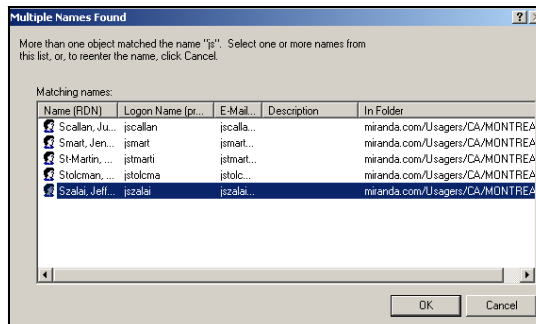 Multiple Names Found
More than one object matched the name "js". Select one or more names from
this list, or, to reenter the name, click Cancel.
Matching names:
Name (RDN) Logon Name (pr... E-Mail... Description In Folder
Scallan, Ju... jscallan jscalla... miranda.com/Usagers/CA/MONTREA
Smart, Jen... jsmart jsmart... miranda.com/Usagers/CA/MONTREA
St-Martin, ... jstmarti jstmart... miranda.com/Usagers/CA/MONTREA
Stolcman, ... jstolcma jstolc... miranda.com/Usagers/CA/MONTREA
Szalai, Jeff... jszalai jszalai... miranda.com/Usagers/CA/MONTREA
OK Cancel